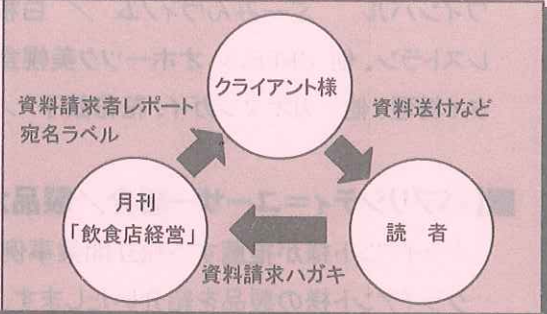 クライアント様
資料請求者レポート
宛名ラベル
資料送付など
月刊
「飲食店経営」
読　者
資料請求ハガキ